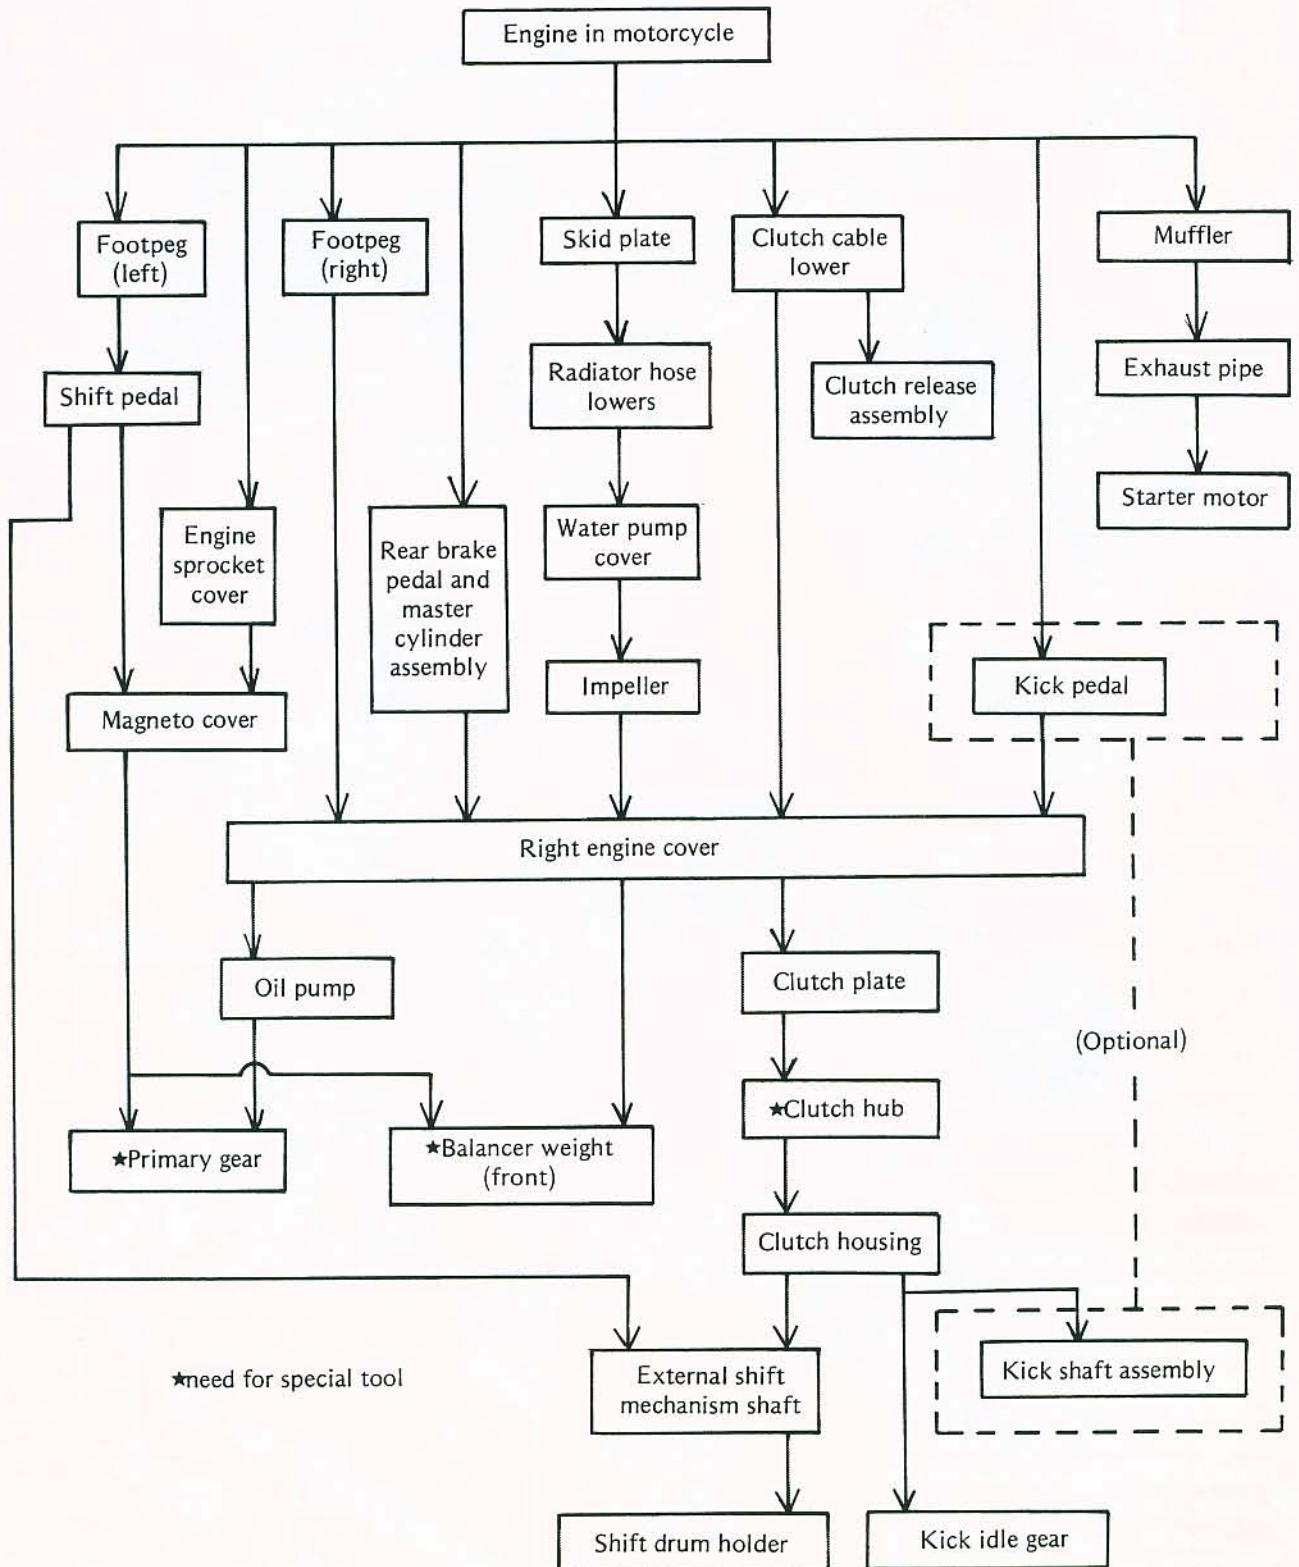 Engine in motorcycle
Footpeg
(left)
Footpeg
(right)
Skid plate
Clutch cable
lower
Muffler
Shift pedal
Radiator hose
lowers
Clutch release
assembly
Exhaust pipe
Starter motor
Engine
sprocket
cover
Rear brake
pedal and
master
cylinder
assembly
Water pump
cover
Magneto cover
Impeller
Kick pedal
Right engine cover
Oil pump
Clutch plate
(Optional)
★Clutch hub
★Primary gear
★Balancer weight
(front)
Clutch housing
★need for special tool
External shift
mechanism shaft
Kick shaft assembly
Shift drum holder
Kick idle gear